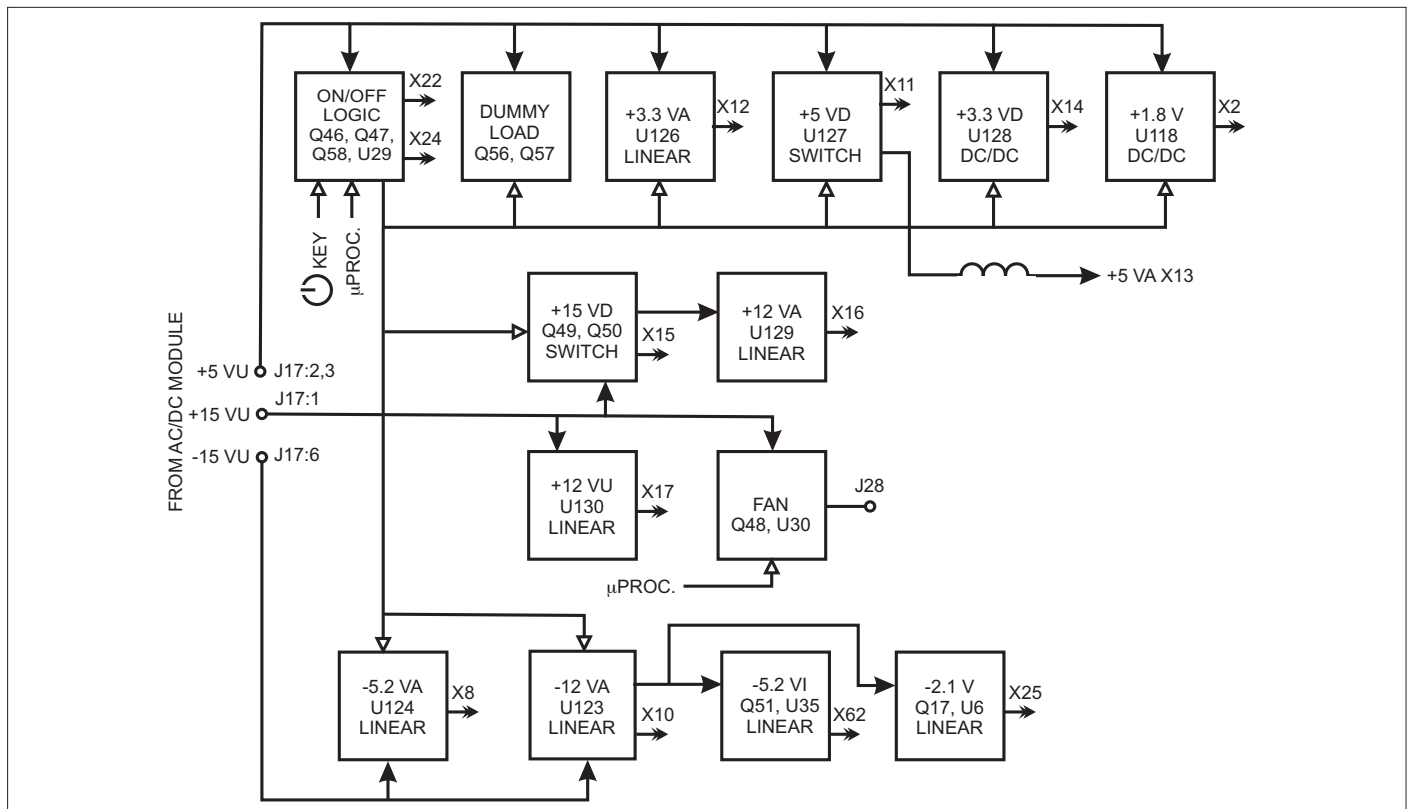 X22
ON/OFF
LOGIC
Q46, Q47,
Q58, U29
X24
DUMMY
LOAD
Q56, Q57
+3.3 VA
U126
LINEAR
X12
+5 VD
U127
SWITCH
X11
+3.3 VD
U128
DC/DC
X14
+1.8 V
U118
DC/DC
X2
KEY
μPROC.
+5 VA X13
+15 VD
Q49, Q50
SWITCH
X15
+12 VA
U129
LINEAR
X16
FROM AC/DC MODULE
+5 VU J17:2,3
+15 VU J17:1
-15 VU J17:6
+12 VU
U130
LINEAR
X17
FAN
Q48, U30
J28
μPROC.
-5.2 VA
U124
LINEAR
X8
-12 VA
U123
LINEAR
X10
-5.2 VI
Q51, U35
LINEAR
X62
-2.1 V
Q17, U6
LINEAR
X25